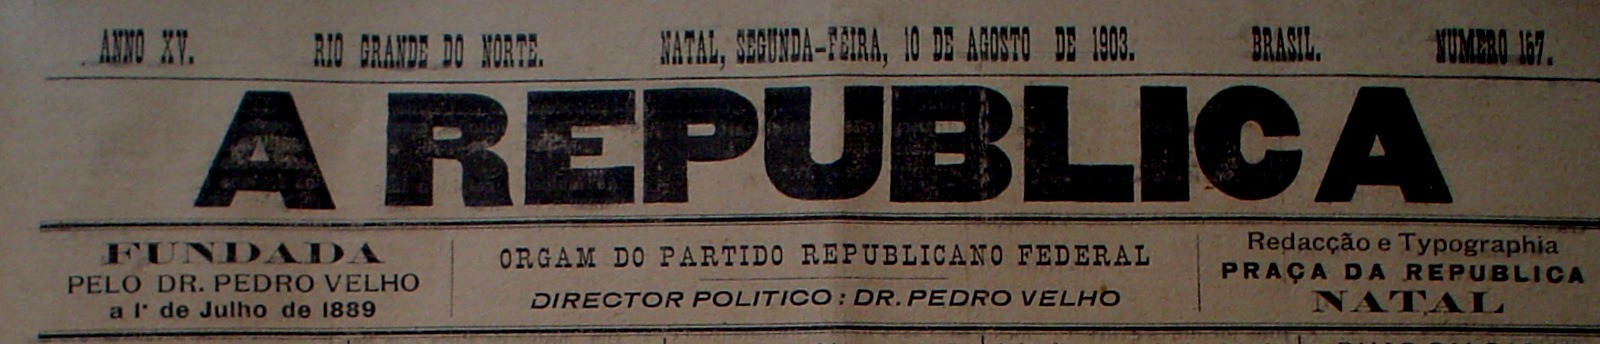 ANNO XV. RIO GRANDE DO NORTE. NATAL, SEGUNDA-FEIRA, 10 DE AGOSTO DE 1903. BRASIL. NUMERO 167.
A REPUBLICA
FUNDADA
PELO DR. PEDRO VELHO
a 1º de Julho de 1889
ORGAM DO PARTIDO REPUBLICANO FEDERAL
DIRECTOR POLITICO: DR. PEDRO VELHO
Redacção e Typographia
PRAÇA DA REPUBLICA
NATAL